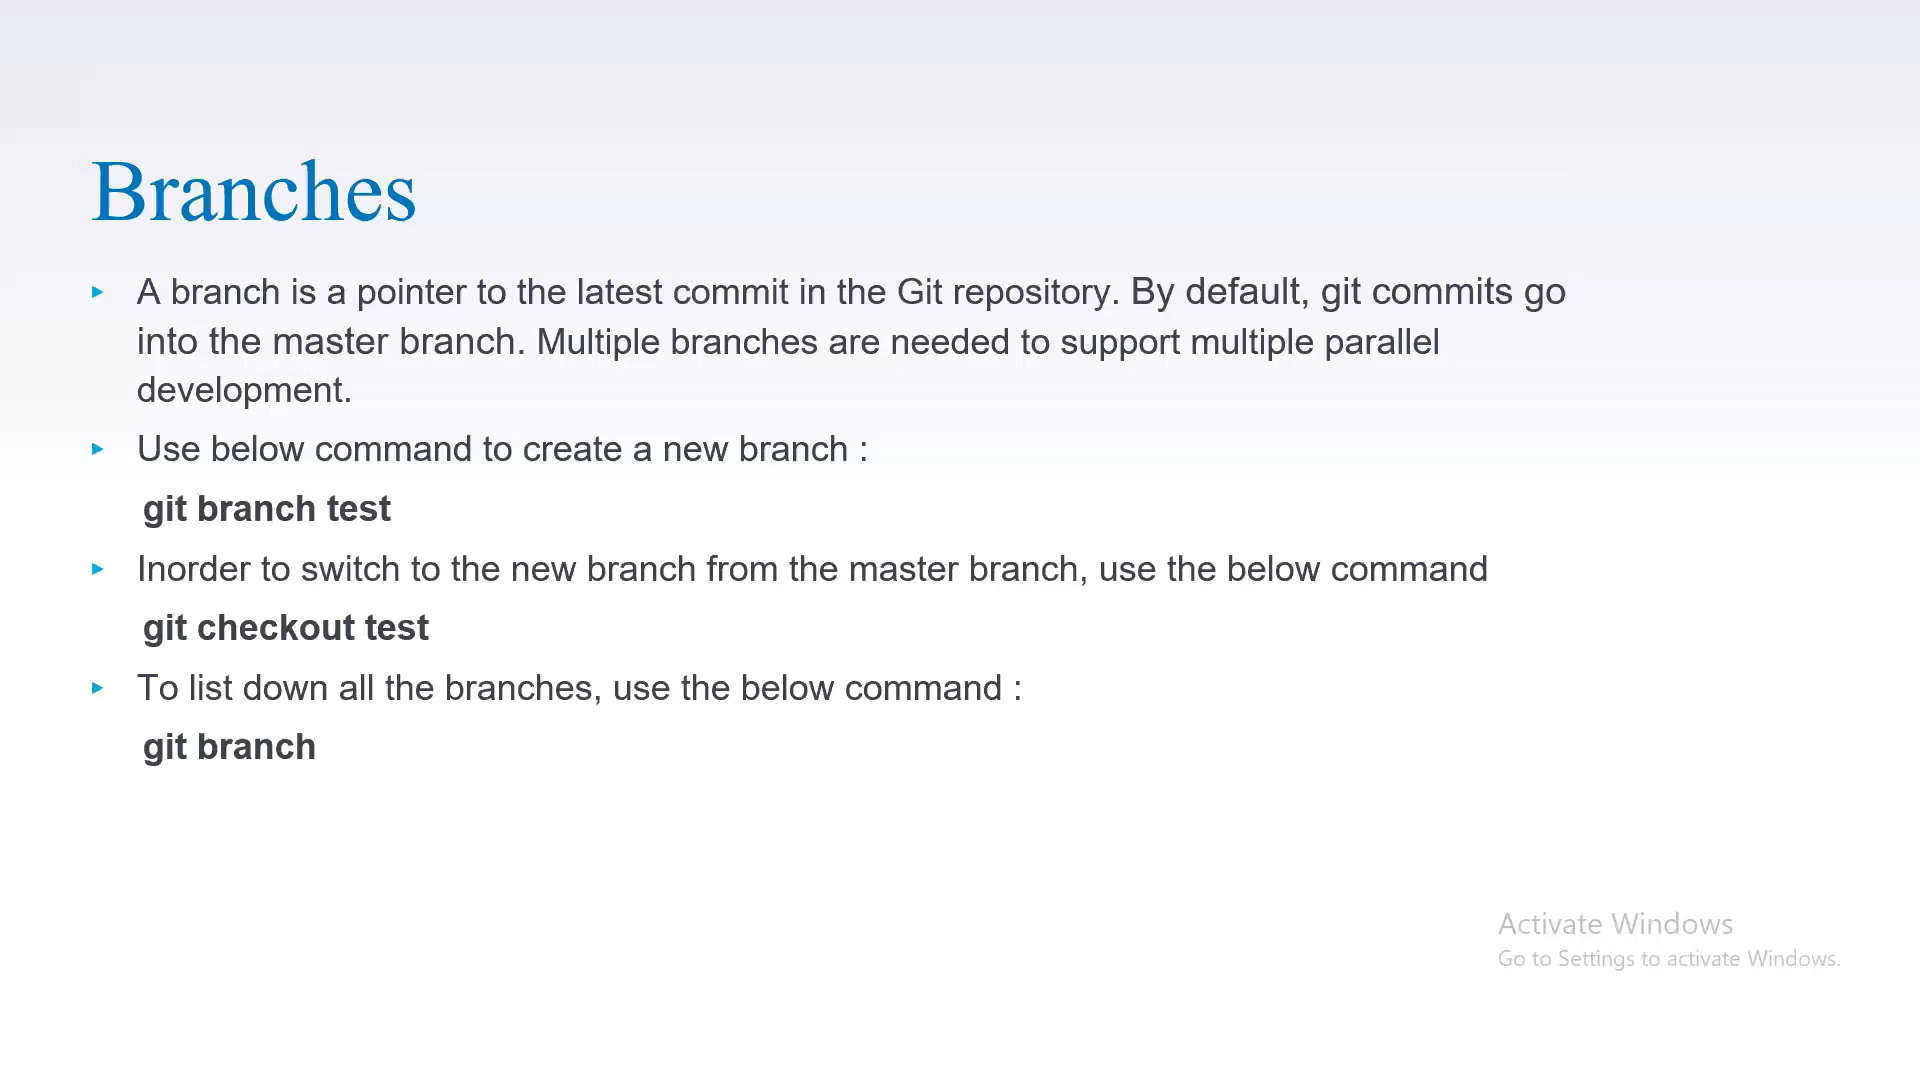 Branches
▸ A branch is a pointer to the latest commit in the Git repository. By default, git commits go
into the master branch. Multiple branches are needed to support multiple parallel
development.
▸ Use below command to create a new branch :
git branch test
▸ Inorder to switch to the new branch from the master branch, use the below command
git checkout test
▸ To list down all the branches, use the below command :
git branch
Activate Windows
Go to Settings to activate Windows.